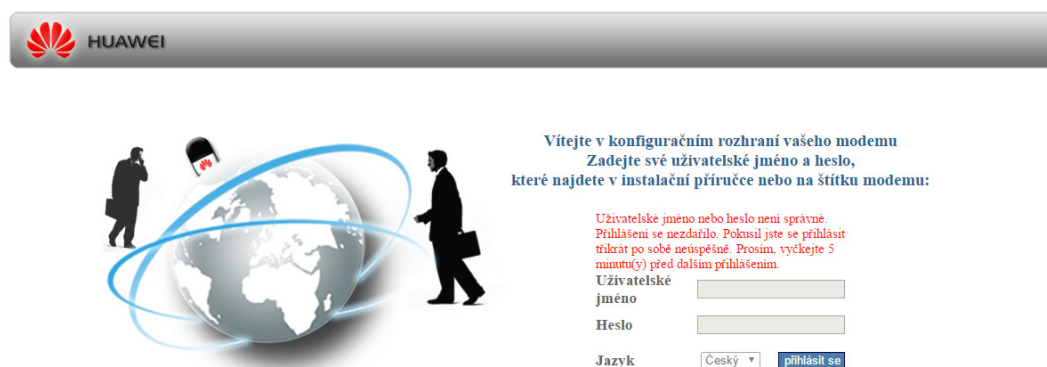 HUAWEI
Vítejte v konfiguračním rozhraní vašeho modemu
Zadejte své uživatelské jméno a heslo,
které najdete v instalační příručce nebo na štítku modemu:
Uživatelské jméno nebo heslo není správné.
Přihlášení se nezdařilo. Pokusil jste se přihlásit
třikrát po sobě neúspěšně. Prosím, vyčkejte 5
minutu(y) před dalším přihlášením.
Uživatelské
jméno
Heslo
Jazyk Český přihlásit se